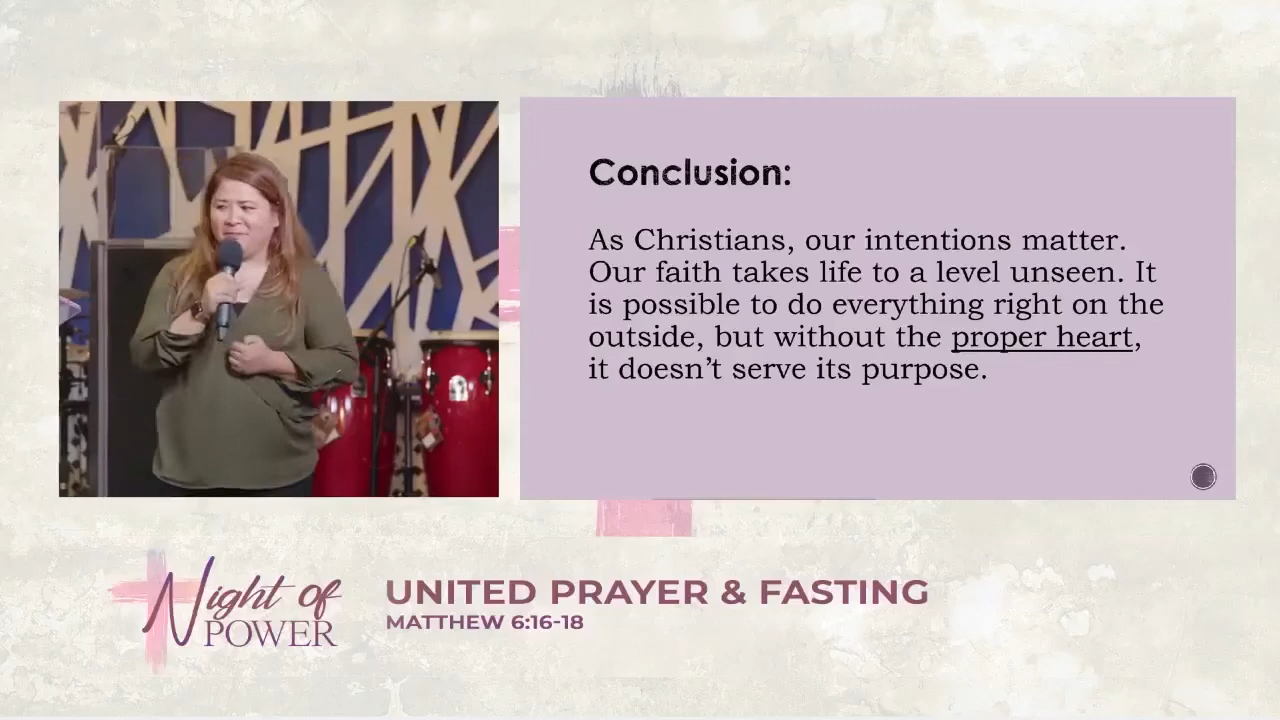 Conclusion:
As Christians, our intentions matter.
Our faith takes life to a level unseen. It
is possible to do everything right on the
outside, but without the proper heart,
it doesn’t serve its purpose.
Night of
POWER
UNITED PRAYER & FASTING
MATTHEW 6:16-18